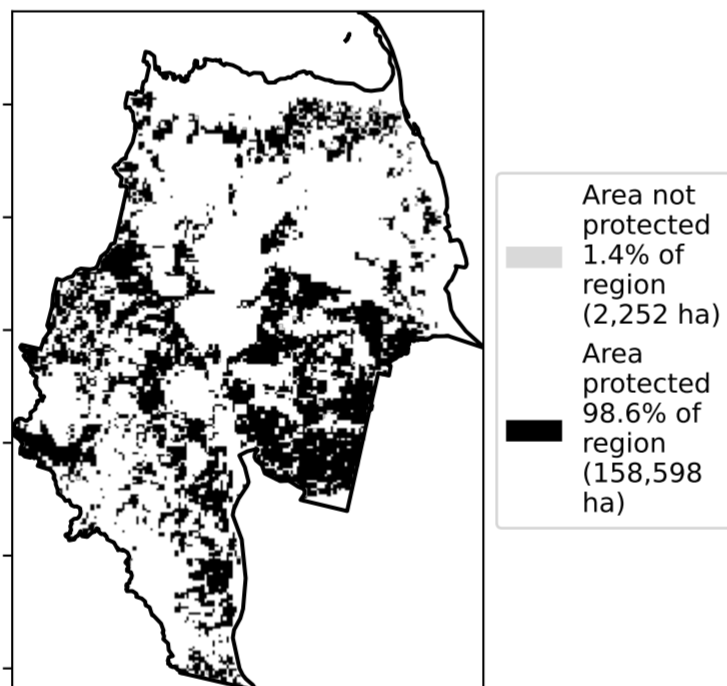 Area not
protected
1.4% of
region
(2,252 ha)
Area
protected
98.6% of
region
(158,598
ha)